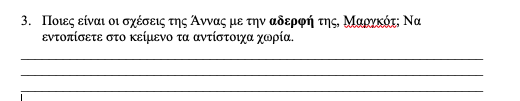 3. Ποιες είναι οι σχέσεις της Άννας με την αδερφή της, Μαργκότ; Να
εντοπίσετε στο κείμενο τα αντίστοιχα χωρία.